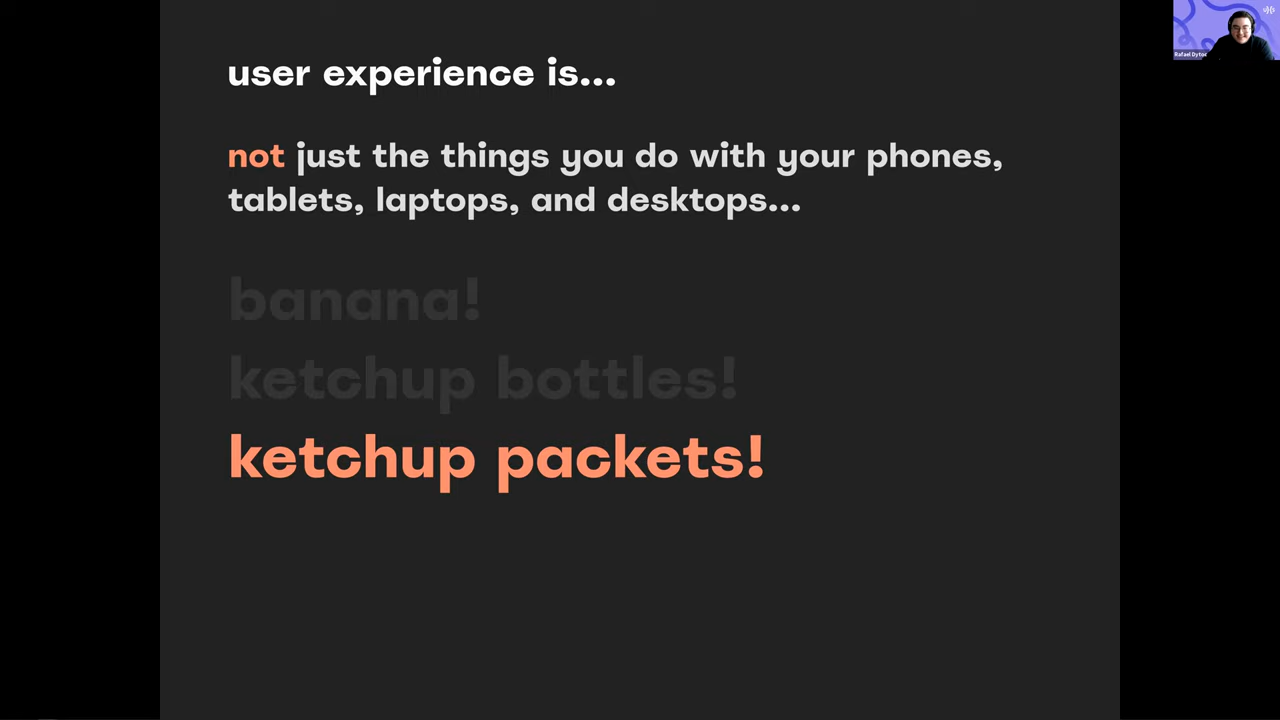 user experience is...
not just the things you do with your phones,
tablets, laptops, and desktops...
banana!
ketchup bottles!
ketchup packets!
Rafael